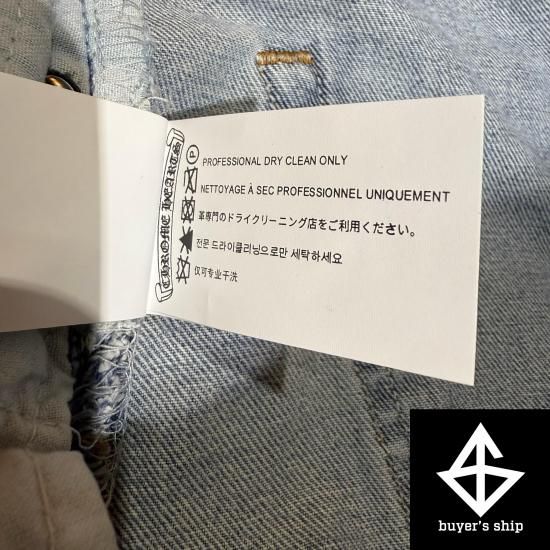 CHROME HEARTS
P
PROFESSIONAL DRY CLEAN ONLY
NETTOYAGE À SEC PROFESSIONNEL UNIQUEMENT
革専門のドライクリーニング店をご利用ください。
전문 드라이클리닝으로만 세탁하세요
仅可专业干洗
buyer's ship